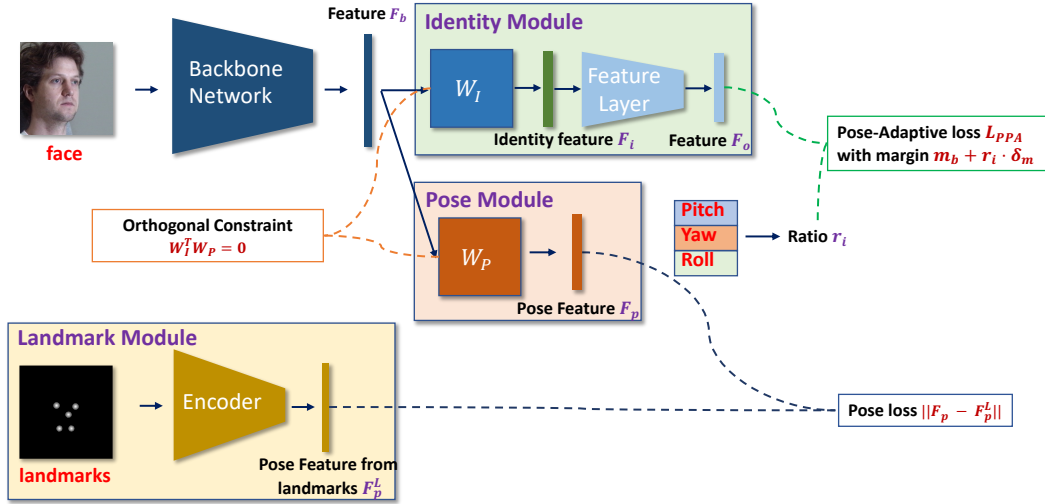 Feature F_b
Identity Module
Backbone
Network
W_I
Feature
Layer
face
Identity feature F_i
Feature F_o
Pose-Adaptive loss L_PPA
with margin m_b + r_i · δ_m
Orthogonal Constraint
W_I^T W_P = 0
Pose Module
W_P
Pose Feature F_p
Pitch
Yaw
Roll
Ratio r_i
Landmark Module
Encoder
landmarks
Pose Feature from
landmarks F_p^L
Pose loss ||F_p − F_p^L||